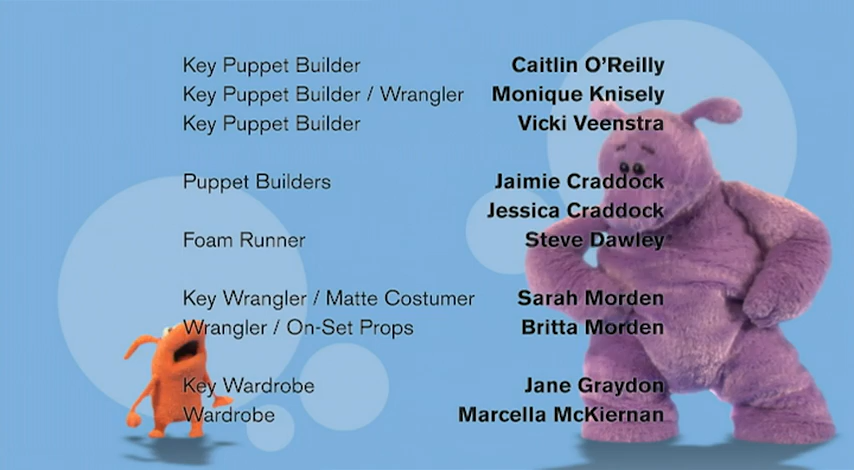 Key Puppet Builder Caitlin O'Reilly
Key Puppet Builder / Wrangler Monique Knisely
Key Puppet Builder Vicki Veenstra
Puppet Builders Jaimie Craddock
Jessica Craddock
Foam Runner Steve Dawley
Key Wrangler / Matte Costumer Sarah Morden
Wrangler / On-Set Props Britta Morden
Key Wardrobe Jane Graydon
Wardrobe Marcella McKiernan